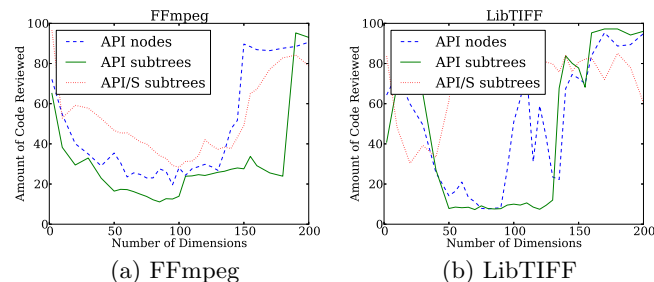 FFmpeg
100
80
60
40
20
0
0
50
100
150
200
Amount of Code Reviewed
Number of Dimensions
API nodes
API subtrees
API/S subtrees
(a) FFmpeg
LibTIFF
100
80
60
40
20
0
0
50
100
150
200
Amount of Code Reviewed
Number of Dimensions
API nodes
API subtrees
API/S subtrees
(b) LibTIFF